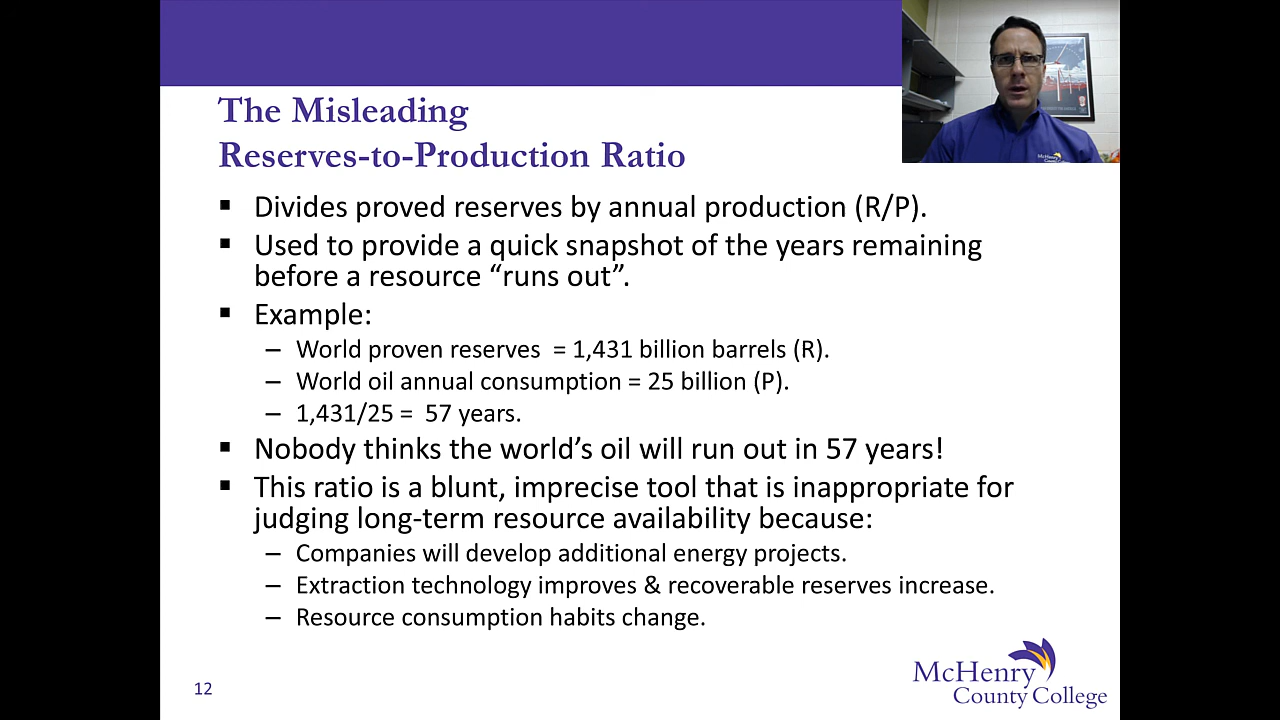 The Misleading
Reserves-to-Production Ratio
▪ Divides proved reserves by annual production (R/P).
▪ Used to provide a quick snapshot of the years remaining
before a resource “runs out”.
▪ Example:
– World proven reserves = 1,431 billion barrels (R).
– World oil annual consumption = 25 billion (P).
– 1,431/25 = 57 years.
▪ Nobody thinks the world’s oil will run out in 57 years!
▪ This ratio is a blunt, imprecise tool that is inappropriate for
judging long-term resource availability because:
– Companies will develop additional energy projects.
– Extraction technology improves & recoverable reserves increase.
– Resource consumption habits change.
12
McHenry
County College
McHenry
County College